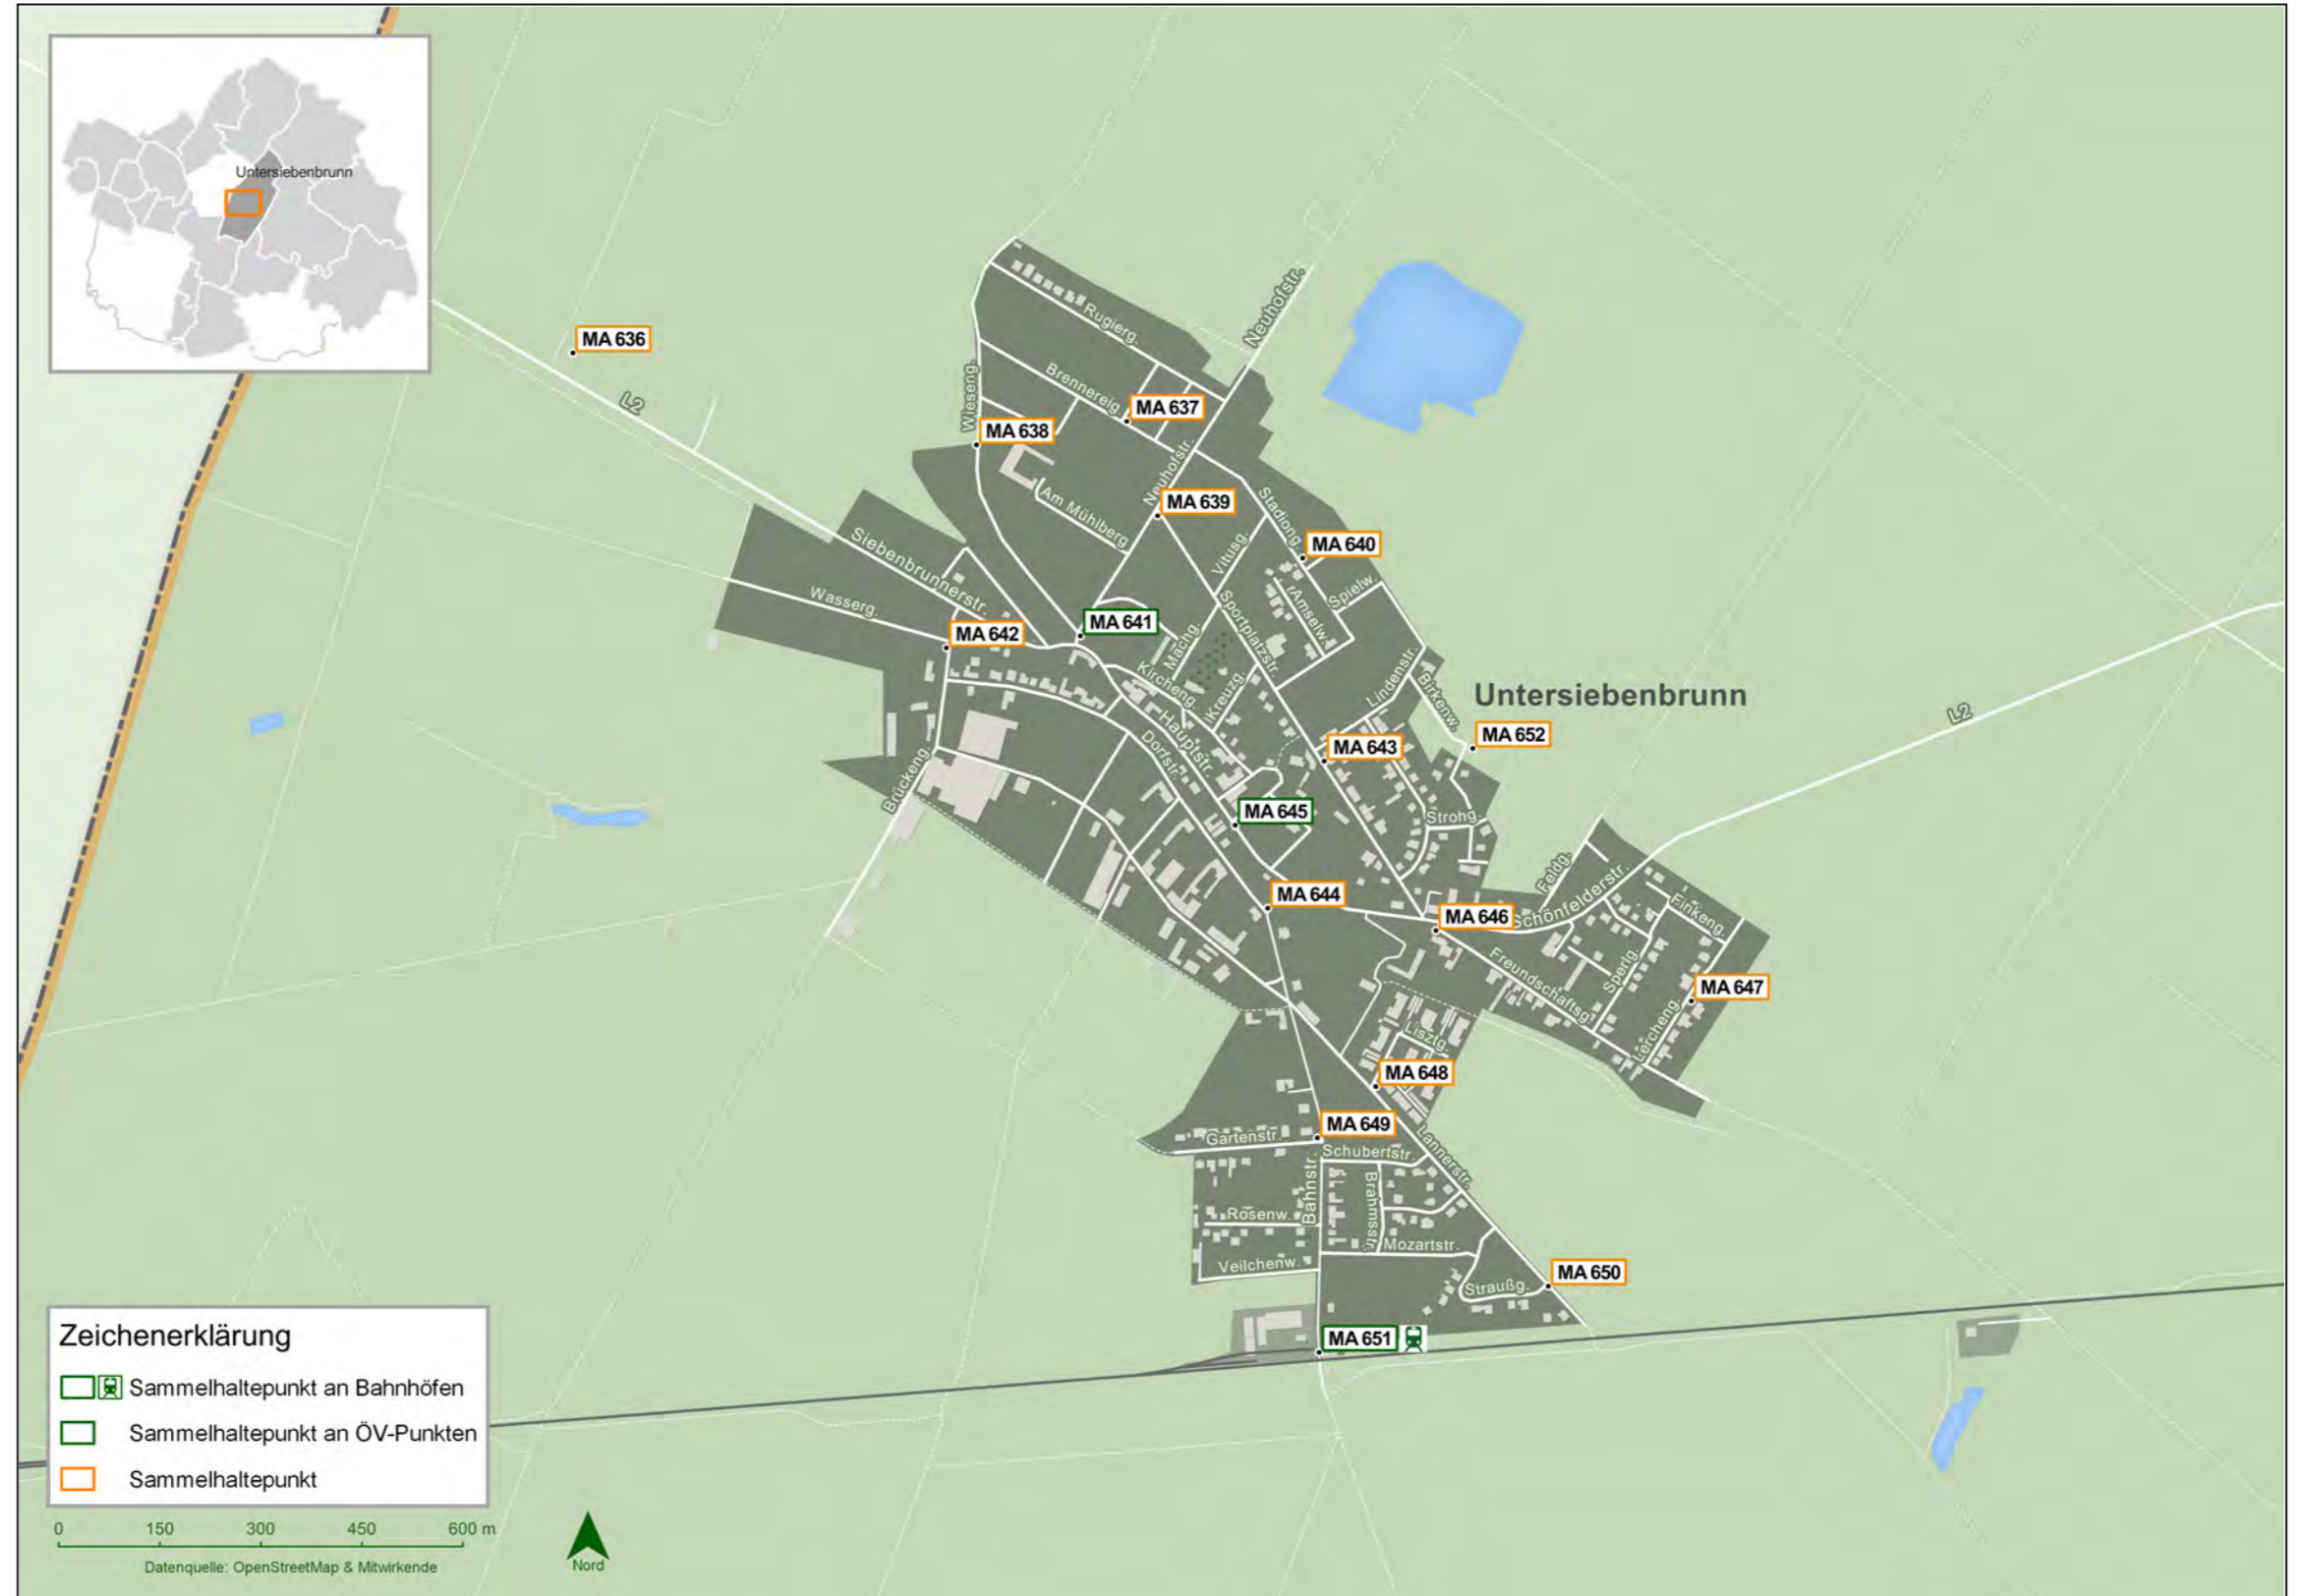 Untersiebenbrunn
Neuhofstr.
Rugierg.
MA 636
L2
Wieseng.
Brennereig.
MA 637
MA 638
Neuhofstr.
Am Mühlberg
MA 639
Stadiong.
MA 640
Vitusg.
Siebenbrunnerstr.
Wasserg.
Spielw.
Amselw.
MA 641
MA 642
Sportplatzstr.
Machg.
Kircheng.
Kreuzg.
Lindenstr.
Birkenw.
Untersiebenbrunn
L2
MA 652
Hauptstr.
Dorfstr.
MA 643
Brückeng.
MA 645
Strohg.
Feldg.
Schönfelderstr.
MA 644
MA 646
Finkeng.
Freundschaftsg.
Sperlg.
MA 647
Lercheng.
Lisztg.
MA 648
MA 649
Gartenstr.
Schubertstr.
Lannerstr.
Bahnstr.
Brahmsstr.
Rosenw.
Mozartstr.
Veilchenw.
MA 650
Straußg.
MA 651
Zeichenerklärung
Sammelhaltepunkt an Bahnhöfen
Sammelhaltepunkt an ÖV-Punkten
Sammelhaltepunkt
0 150 300 450 600 m
Datenquelle: OpenStreetMap & Mitwirkende
Nord